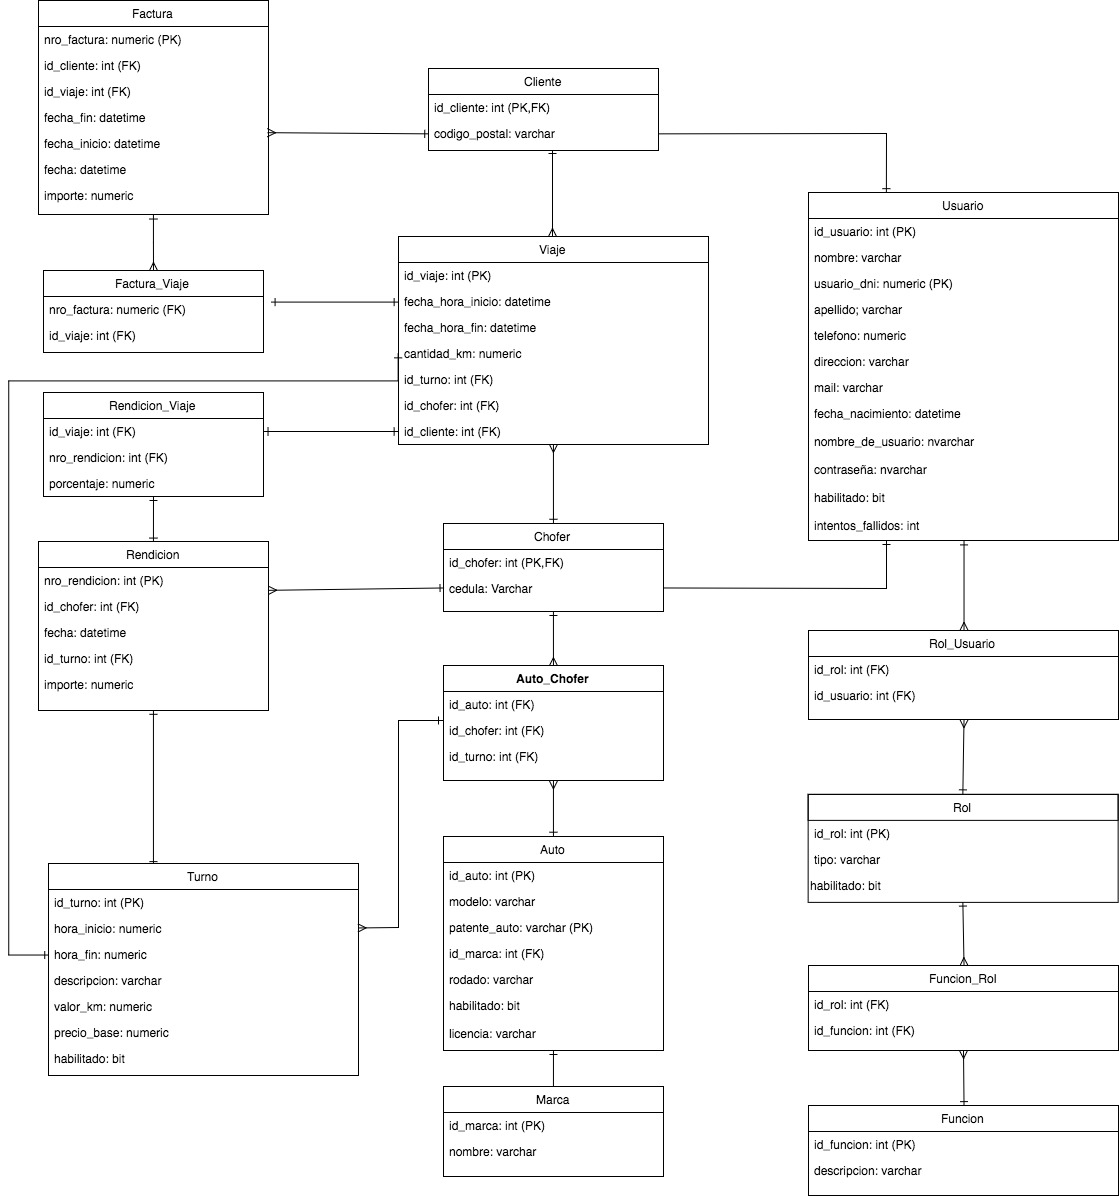 Factura
nro_factura: numeric (PK)
id_cliente: int (FK)
id_viaje: int (FK)
fecha_fin: datetime
fecha_inicio: datetime
fecha: datetime
importe: numeric
Cliente
id_cliente: int (PK,FK)
codigo_postal: varchar
Usuario
id_usuario: int (PK)
nombre: varchar
usuario_dni: numeric (PK)
apellido; varchar
telefono: numeric
direccion: varchar
mail: varchar
fecha_nacimiento: datetime
nombre_de_usuario: nvarchar
contraseña: nvarchar
habilitado: bit
intentos_fallidos: int
Viaje
id_viaje: int (PK)
fecha_hora_inicio: datetime
fecha_hora_fin: datetime
cantidad_km: numeric
id_turno: int (FK)
id_chofer: int (FK)
id_cliente: int (FK)
Factura_Viaje
nro_factura: numeric (FK)
id_viaje: int (FK)
Rendicion_Viaje
id_viaje: int (FK)
nro_rendicion: int (FK)
porcentaje: numeric
Rendicion
nro_rendicion: int (PK)
id_chofer: int (FK)
fecha: datetime
id_turno: int (FK)
importe: numeric
Chofer
id_chofer: int (PK,FK)
cedula: Varchar
Auto_Chofer
id_auto: int (FK)
id_chofer: int (FK)
id_turno: int (FK)
Rol_Usuario
id_rol: int (FK)
id_usuario: int (FK)
Rol
id_rol: int (PK)
tipo: varchar
habilitado: bit
Turno
id_turno: int (PK)
hora_inicio: numeric
hora_fin: numeric
descripcion: varchar
valor_km: numeric
precio_base: numeric
habilitado: bit
Auto
id_auto: int (PK)
modelo: varchar
patente_auto: varchar (PK)
id_marca: int (FK)
rodado: varchar
habilitado: bit
licencia: varchar
Funcion_Rol
id_rol: int (FK)
id_funcion: int (FK)
Marca
id_marca: int (PK)
nombre: varchar
Funcion
id_funcion: int (PK)
descripcion: varchar